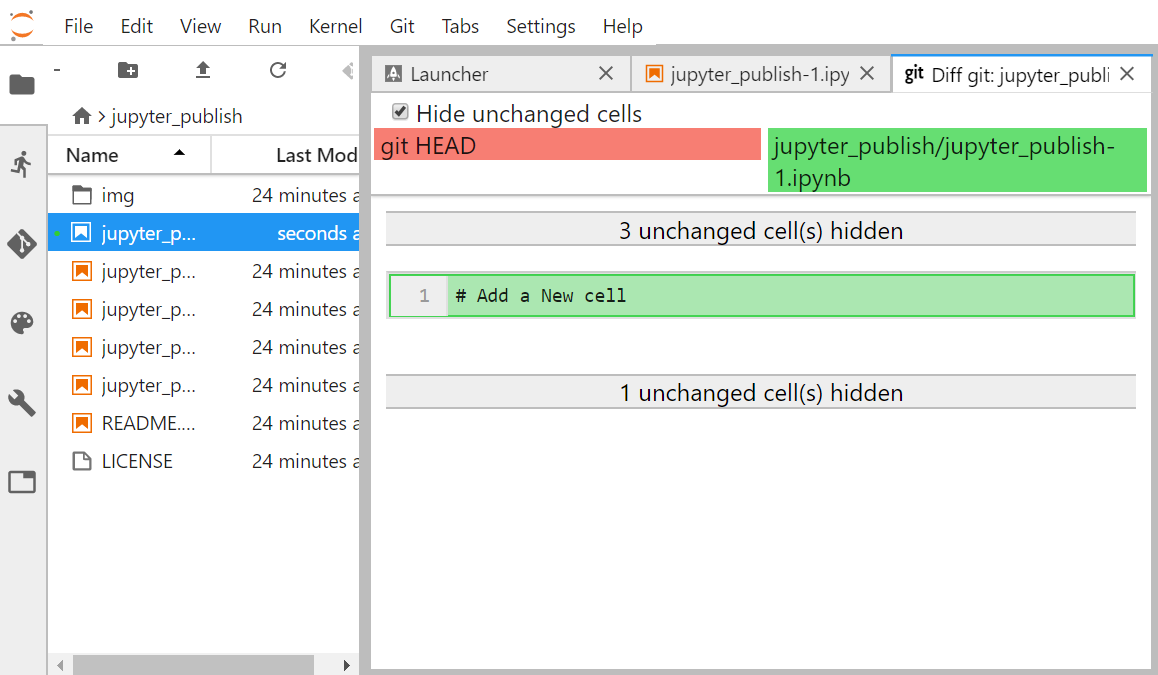 File Edit View Run Kernel Git Tabs Settings Help
jupyter_publish
Name Last Mod
img 24 minutes a
jupyter_p... seconds a
jupyter_p... 24 minutes a
jupyter_p... 24 minutes a
jupyter_p... 24 minutes a
jupyter_p... 24 minutes a
README.... 24 minutes a
LICENSE 24 minutes a
Launcher
jupyter_publish-1.ipy
git Diff git: jupyter_publi
Hide unchanged cells
git HEAD
jupyter_publish/jupyter_publish-
1.ipynb
3 unchanged cell(s) hidden
1 # Add a New cell
1 unchanged cell(s) hidden